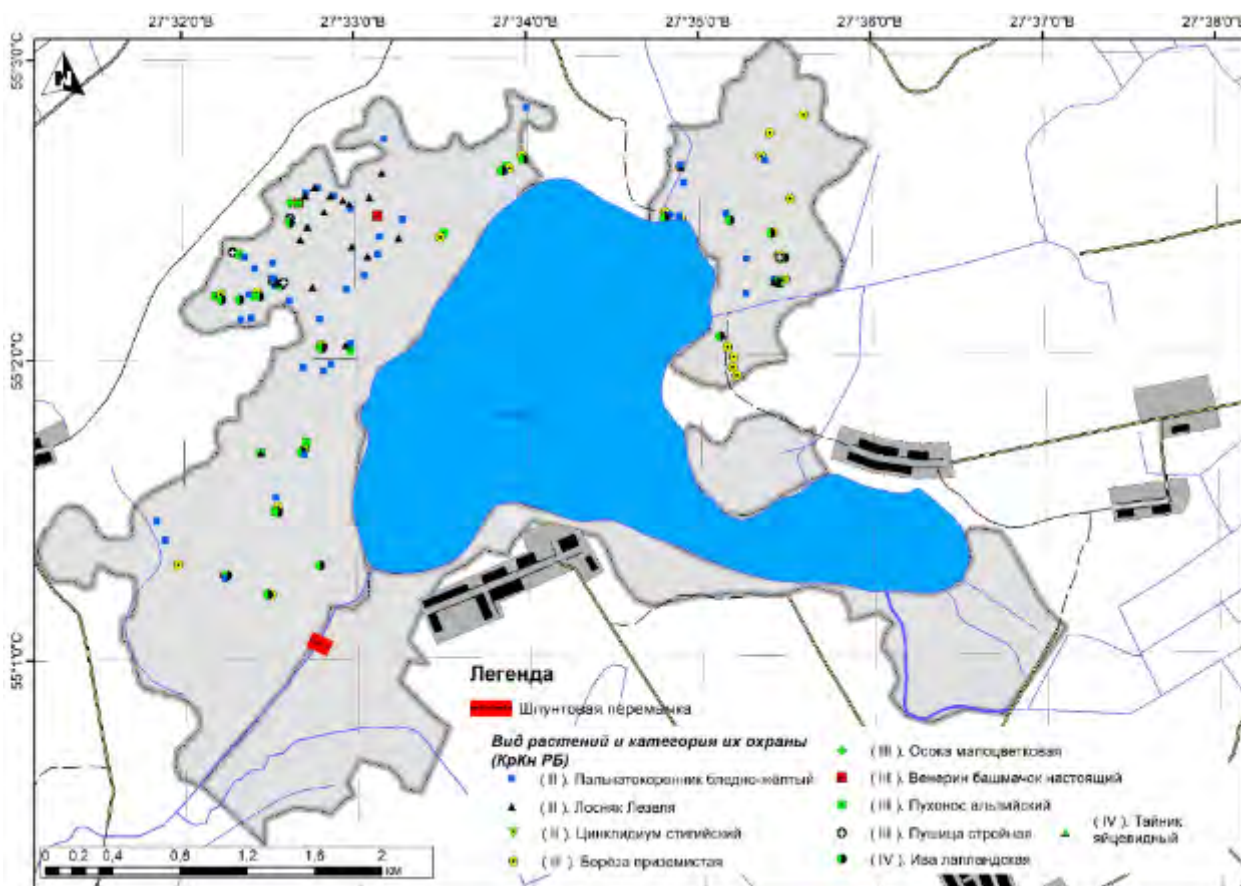 27°32'0"В 27°33'0"В 27°34'0"В 27°35'0"В 27°36'0"В 27°37'0"В 27°38'0"В
55°3'0"С
N
55°2'0"С
55°1'0"С
Легенда
Шпунтовая перемычка
Вид растений и категория их охраны
(КрКн РБ)
(II). Пальчатокоренник бледно-жёлтый
(II). Лосняк Лезеля
(II). Цинклидиум стигийский
Берёза приземистая
(III). Осока малоцветковая
(III). Венерин башмачок настоящий
(III). Пухонос альпийский
(III). Пушица стройная
(IV). Ива лапландская
(IV). Тайник
яйцевидный
0 0,2 0,4 0,8 1,2 1,6 2
км